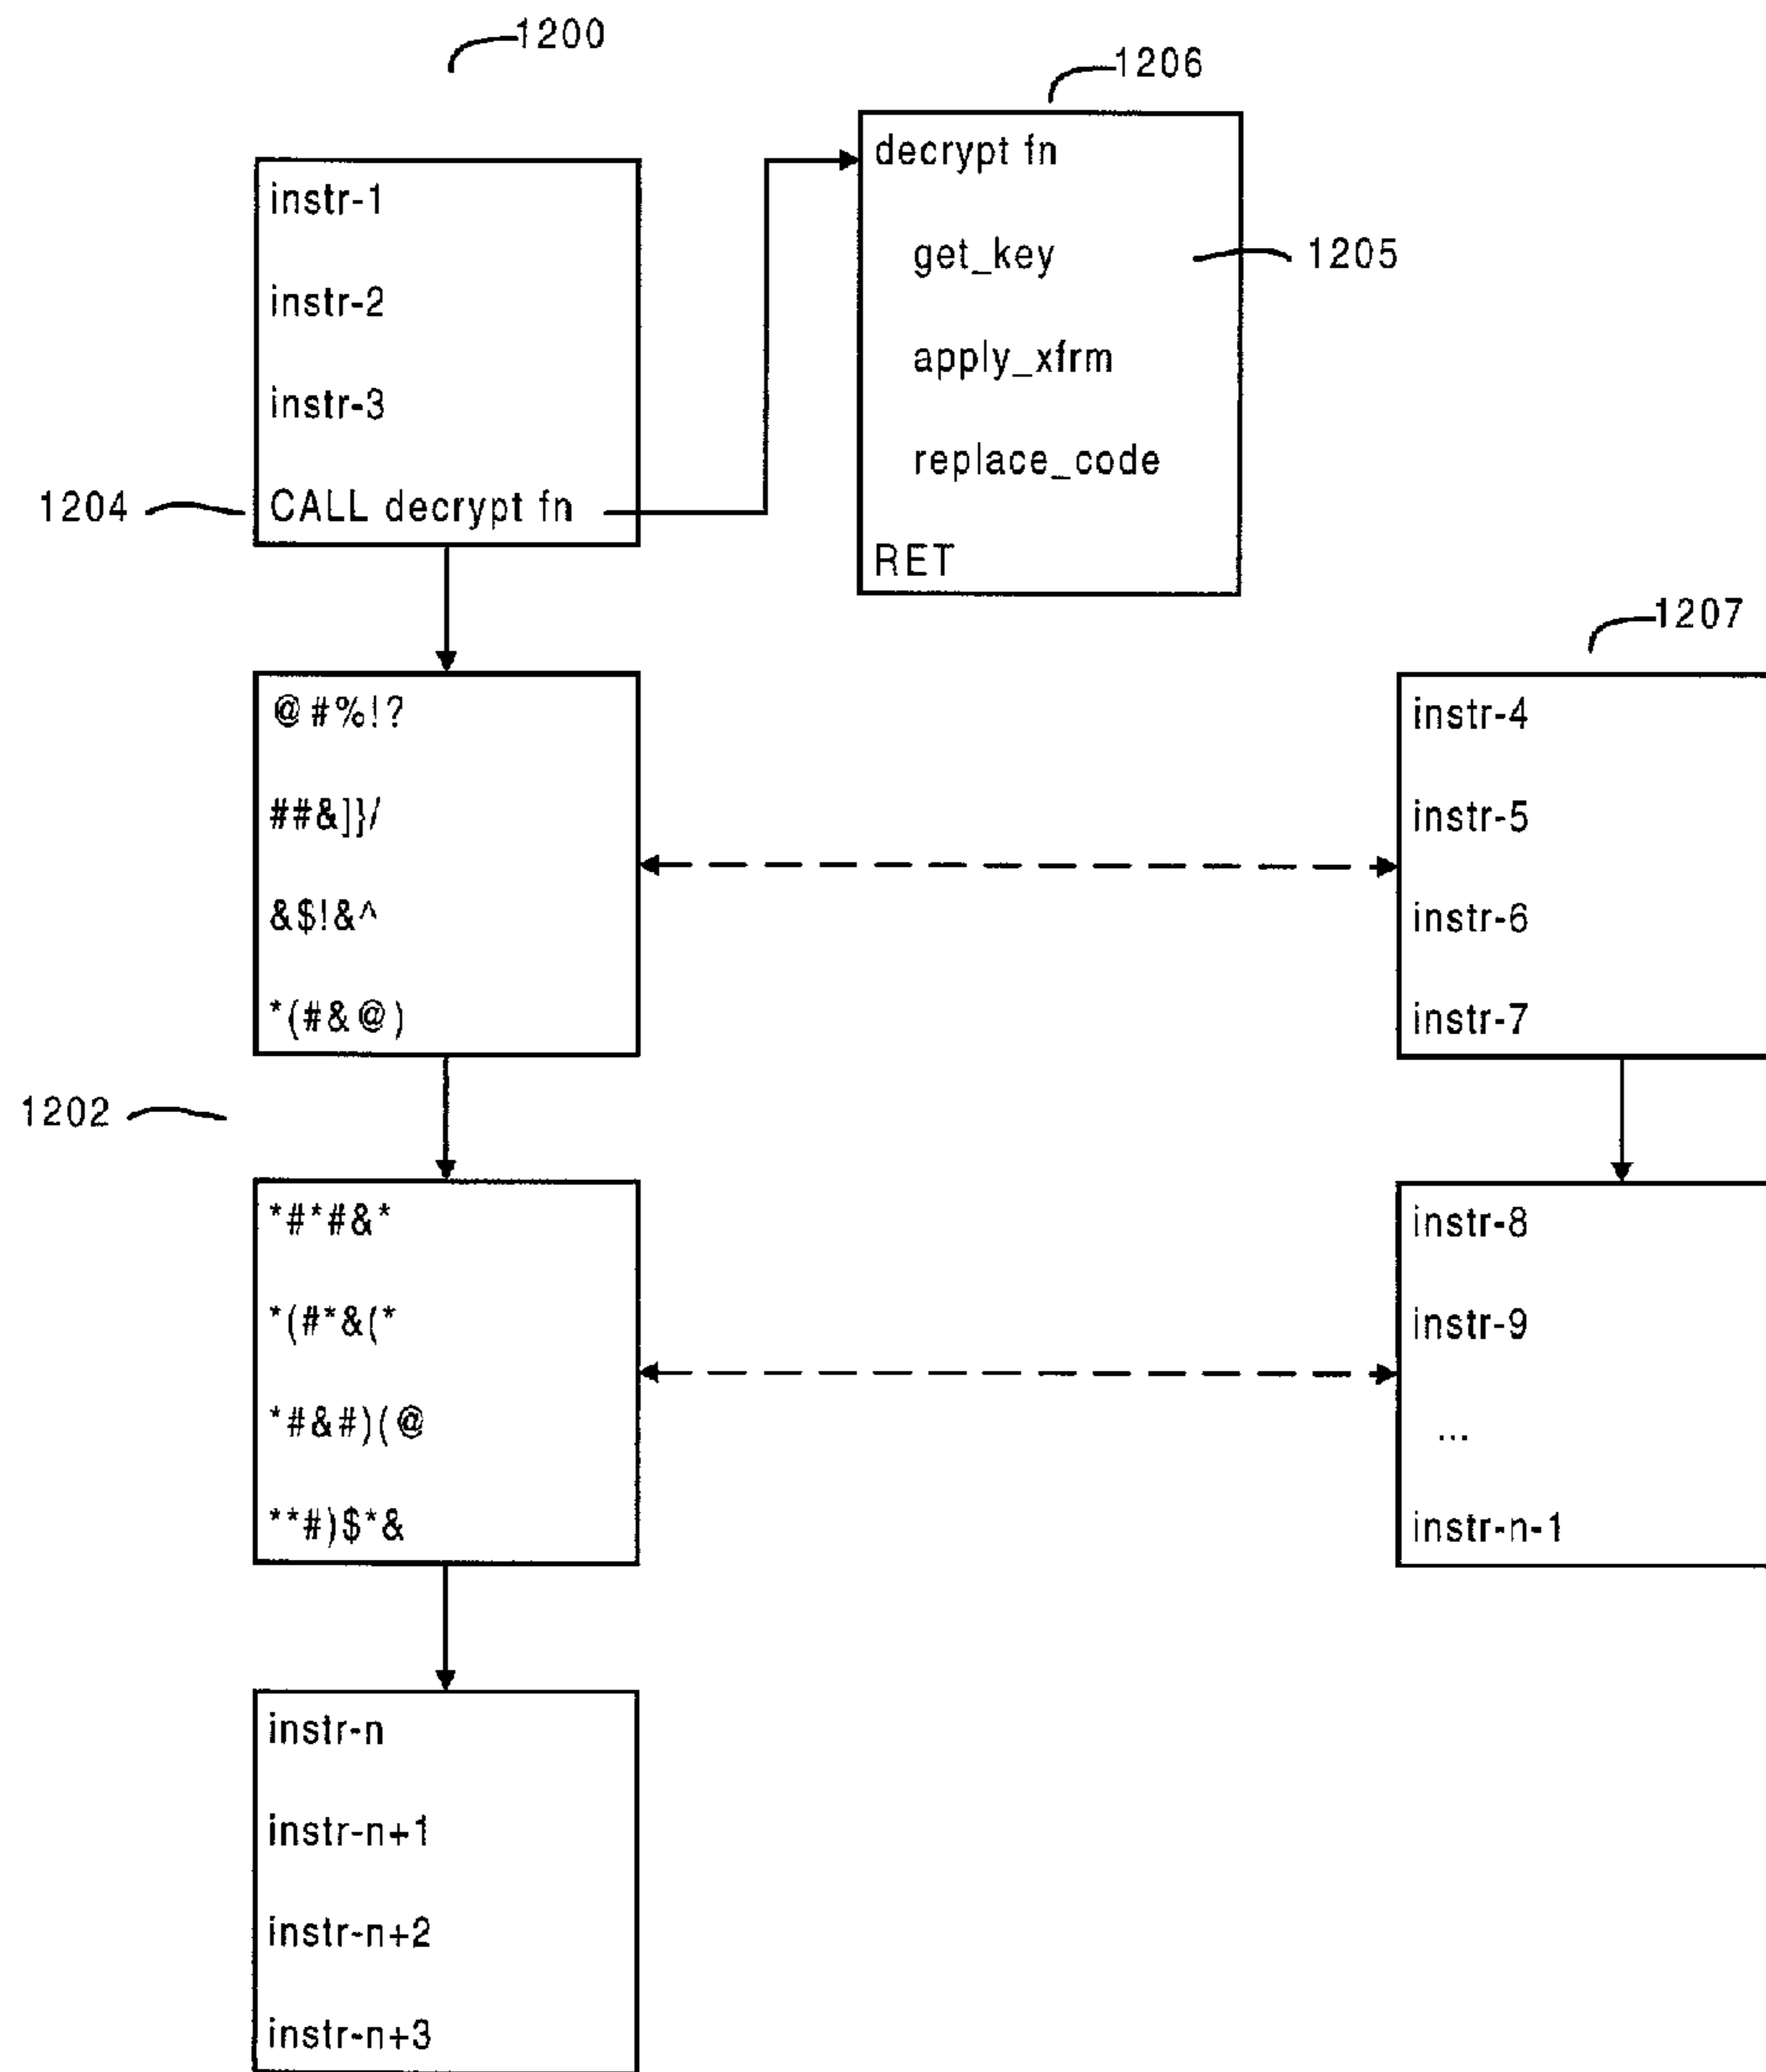 1200
instr-1
instr-2
instr-3
1204
CALL decrypt fn
1206
decrypt fn
get_key
1205
apply_xfrm
replace_code
RET
@#%!?
##&]}/
&$!&^
*(#&@)
1202
*#*#&*
*(#*&(*
*#&#)(@
**#)$*&
1207
instr-4
instr-5
instr-6
instr-7
instr-8
instr-9
...
instr-n-1
instr-n
instr-n+1
instr-n+2
instr-n+3